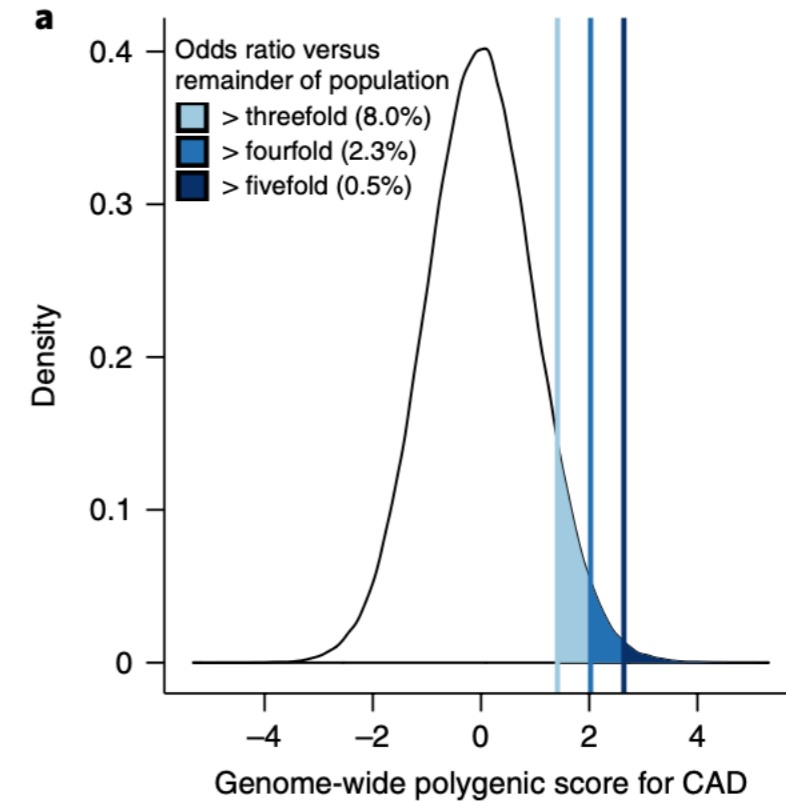 a
Odds ratio versus
remainder of population
> threefold (8.0%)
> fourfold (2.3%)
> fivefold (0.5%)
Density
0.4
0.3
0.2
0.1
0
–4 –2 0 2 4
Genome-wide polygenic score for CAD